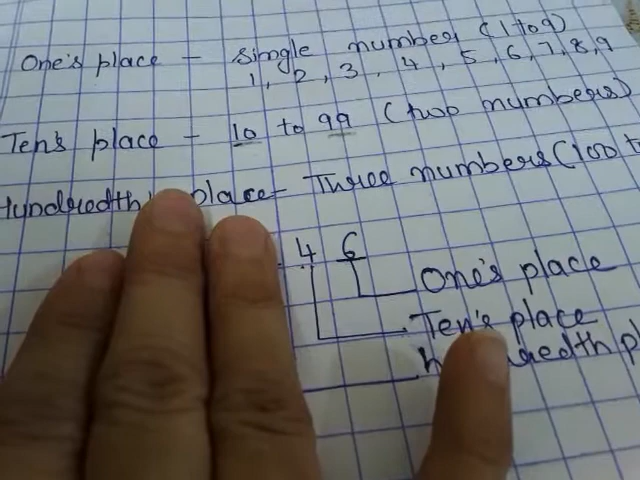 One's place - single number (1 to 9)
1, 2, 3, 4, 5, 6, 7, 8, 9
Ten's place - 10 to 99 (two numbers)
place - Three numbers (100
4 6
One's place
Ten's place